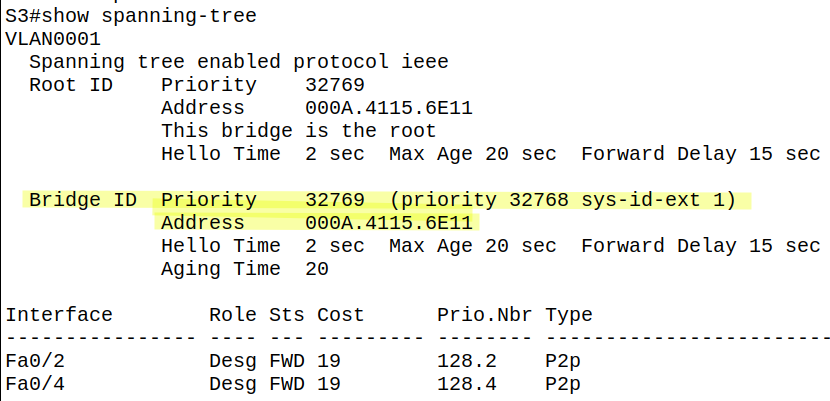 S3#show spanning-tree
VLAN0001
  Spanning tree enabled protocol ieee
  Root ID    Priority    32769
             Address     000A.4115.6E11
             This bridge is the root
             Hello Time  2 sec  Max Age 20 sec  Forward Delay 15 sec

  Bridge ID  Priority    32769  (priority 32768 sys-id-ext 1)
             Address     000A.4115.6E11
             Hello Time  2 sec  Max Age 20 sec  Forward Delay 15 sec
             Aging Time  20

Interface        Role Sts Cost      Prio.Nbr Type
---------------- ---- --- --------- -------- --------------------------
Fa0/2            Desg FWD 19        128.2    P2p
Fa0/4            Desg FWD 19        128.4    P2p